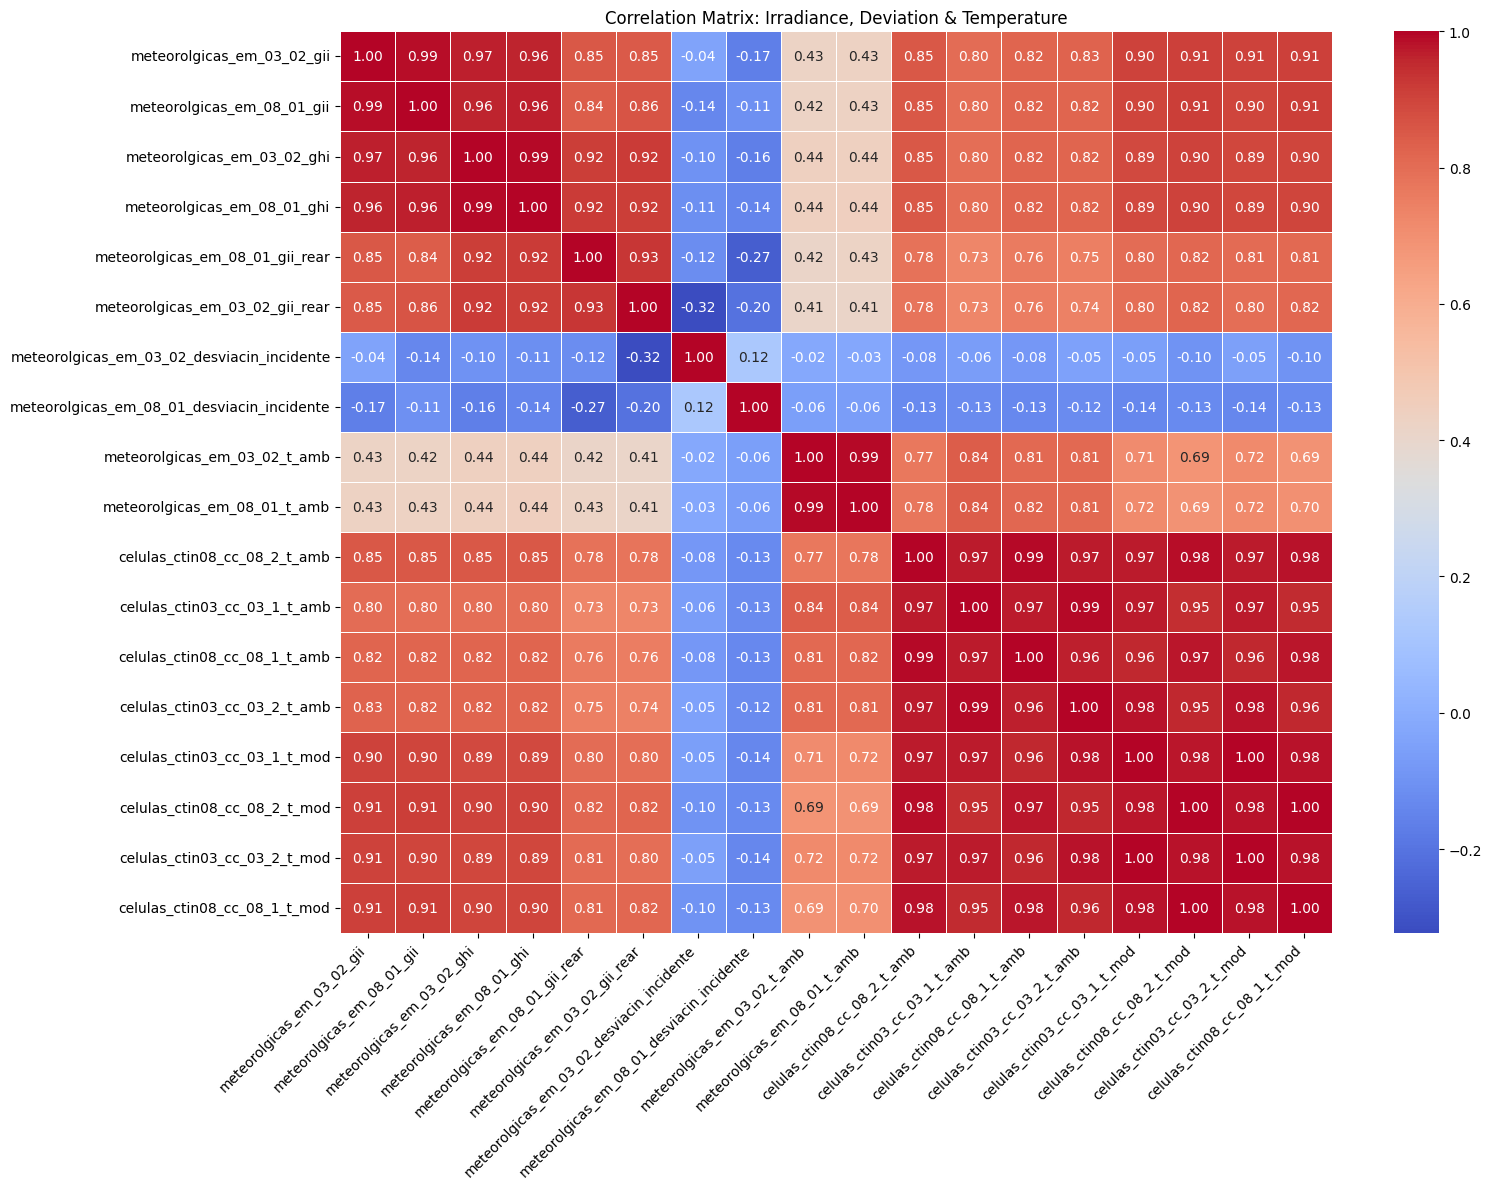 Correlation Matrix: Irradiance, Deviation & Temperature
meteorolgicas_em_03_02_gii 1.00 0.99 0.97 0.96 0.85 0.85 -0.04 -0.17 0.43 0.43 0.85 0.80 0.82 0.83 0.90 0.91 0.91 0.91
meteorolgicas_em_08_01_gii 0.99 1.00 0.96 0.96 0.84 0.86 -0.14 -0.11 0.42 0.43 0.85 0.80 0.82 0.82 0.90 0.91 0.90 0.91
meteorolgicas_em_03_02_ghi 0.97 0.96 1.00 0.99 0.92 0.92 -0.10 -0.16 0.44 0.44 0.85 0.80 0.82 0.82 0.89 0.90 0.89 0.90
meteorolgicas_em_08_01_ghi 0.96 0.96 0.99 1.00 0.92 0.92 -0.11 -0.14 0.44 0.44 0.85 0.80 0.82 0.82 0.89 0.90 0.89 0.90
meteorolgicas_em_08_01_gii_rear 0.85 0.84 0.92 0.92 1.00 0.93 -0.12 -0.27 0.42 0.43 0.78 0.73 0.76 0.75 0.80 0.82 0.81 0.81
meteorolgicas_em_03_02_gii_rear 0.85 0.86 0.92 0.92 0.93 1.00 -0.32 -0.20 0.41 0.41 0.78 0.73 0.76 0.74 0.80 0.82 0.80 0.82
meteorolgicas_em_03_02_desviacin_incidente -0.04 -0.14 -0.10 -0.11 -0.12 -0.32 1.00 0.12 -0.02 -0.03 -0.08 -0.06 -0.08 -0.05 -0.05 -0.10 -0.05 -0.10
meteorolgicas_em_08_01_desviacin_incidente -0.17 -0.11 -0.16 -0.14 -0.27 -0.20 0.12 1.00 -0.06 -0.06 -0.13 -0.13 -0.13 -0.12 -0.14 -0.13 -0.14 -0.13
meteorolgicas_em_03_02_t_amb 0.43 0.42 0.44 0.44 0.42 0.41 -0.02 -0.06 1.00 0.99 0.77 0.84 0.81 0.81 0.71 0.69 0.72 0.69
meteorolgicas_em_08_01_t_amb 0.43 0.43 0.44 0.44 0.43 0.41 -0.03 -0.06 0.99 1.00 0.78 0.84 0.82 0.81 0.72 0.69 0.72 0.70
celulas_ctin08_cc_08_2_t_amb 0.85 0.85 0.85 0.85 0.78 0.78 -0.08 -0.13 0.77 0.78 1.00 0.97 0.99 0.97 0.97 0.98 0.97 0.98
celulas_ctin03_cc_03_1_t_amb 0.80 0.80 0.80 0.80 0.73 0.73 -0.06 -0.13 0.84 0.84 0.97 1.00 0.97 0.99 0.97 0.95 0.97 0.95
celulas_ctin08_cc_08_1_t_amb 0.82 0.82 0.82 0.82 0.76 0.76 -0.08 -0.13 0.81 0.82 0.99 0.97 1.00 0.96 0.96 0.97 0.96 0.98
celulas_ctin03_cc_03_2_t_amb 0.83 0.82 0.82 0.82 0.75 0.74 -0.05 -0.12 0.81 0.81 0.97 0.99 0.96 1.00 0.98 0.95 0.98 0.96
celulas_ctin03_cc_03_1_t_mod 0.90 0.90 0.89 0.89 0.80 0.80 -0.05 -0.14 0.71 0.72 0.97 0.97 0.96 0.98 1.00 0.98 1.00 0.98
celulas_ctin08_cc_08_2_t_mod 0.91 0.91 0.90 0.90 0.82 0.82 -0.10 -0.13 0.69 0.69 0.98 0.95 0.97 0.95 0.98 1.00 0.98 1.00
celulas_ctin03_cc_03_2_t_mod 0.91 0.90 0.89 0.89 0.81 0.80 -0.05 -0.14 0.72 0.72 0.97 0.97 0.96 0.98 1.00 0.98 1.00 0.98
celulas_ctin08_cc_08_1_t_mod 0.91 0.91 0.90 0.90 0.81 0.82 -0.10 -0.13 0.69 0.70 0.98 0.95 0.98 0.96 0.98 1.00 0.98 1.00
meteorolgicas_em_03_02_gii
meteorolgicas_em_08_01_gii
meteorolgicas_em_03_02_ghi
meteorolgicas_em_08_01_ghi
meteorolgicas_em_08_01_gii_rear
meteorolgicas_em_03_02_gii_rear
meteorolgicas_em_03_02_desviacin_incidente
meteorolgicas_em_08_01_desviacin_incidente
meteorolgicas_em_03_02_t_amb
meteorolgicas_em_08_01_t_amb
celulas_ctin08_cc_08_2_t_amb
celulas_ctin03_cc_03_1_t_amb
celulas_ctin08_cc_08_1_t_amb
celulas_ctin03_cc_03_2_t_amb
celulas_ctin03_cc_03_1_t_mod
celulas_ctin08_cc_08_2_t_mod
celulas_ctin03_cc_03_2_t_mod
celulas_ctin08_cc_08_1_t_mod
1.0
0.8
0.6
0.4
0.2
0.0
−0.2